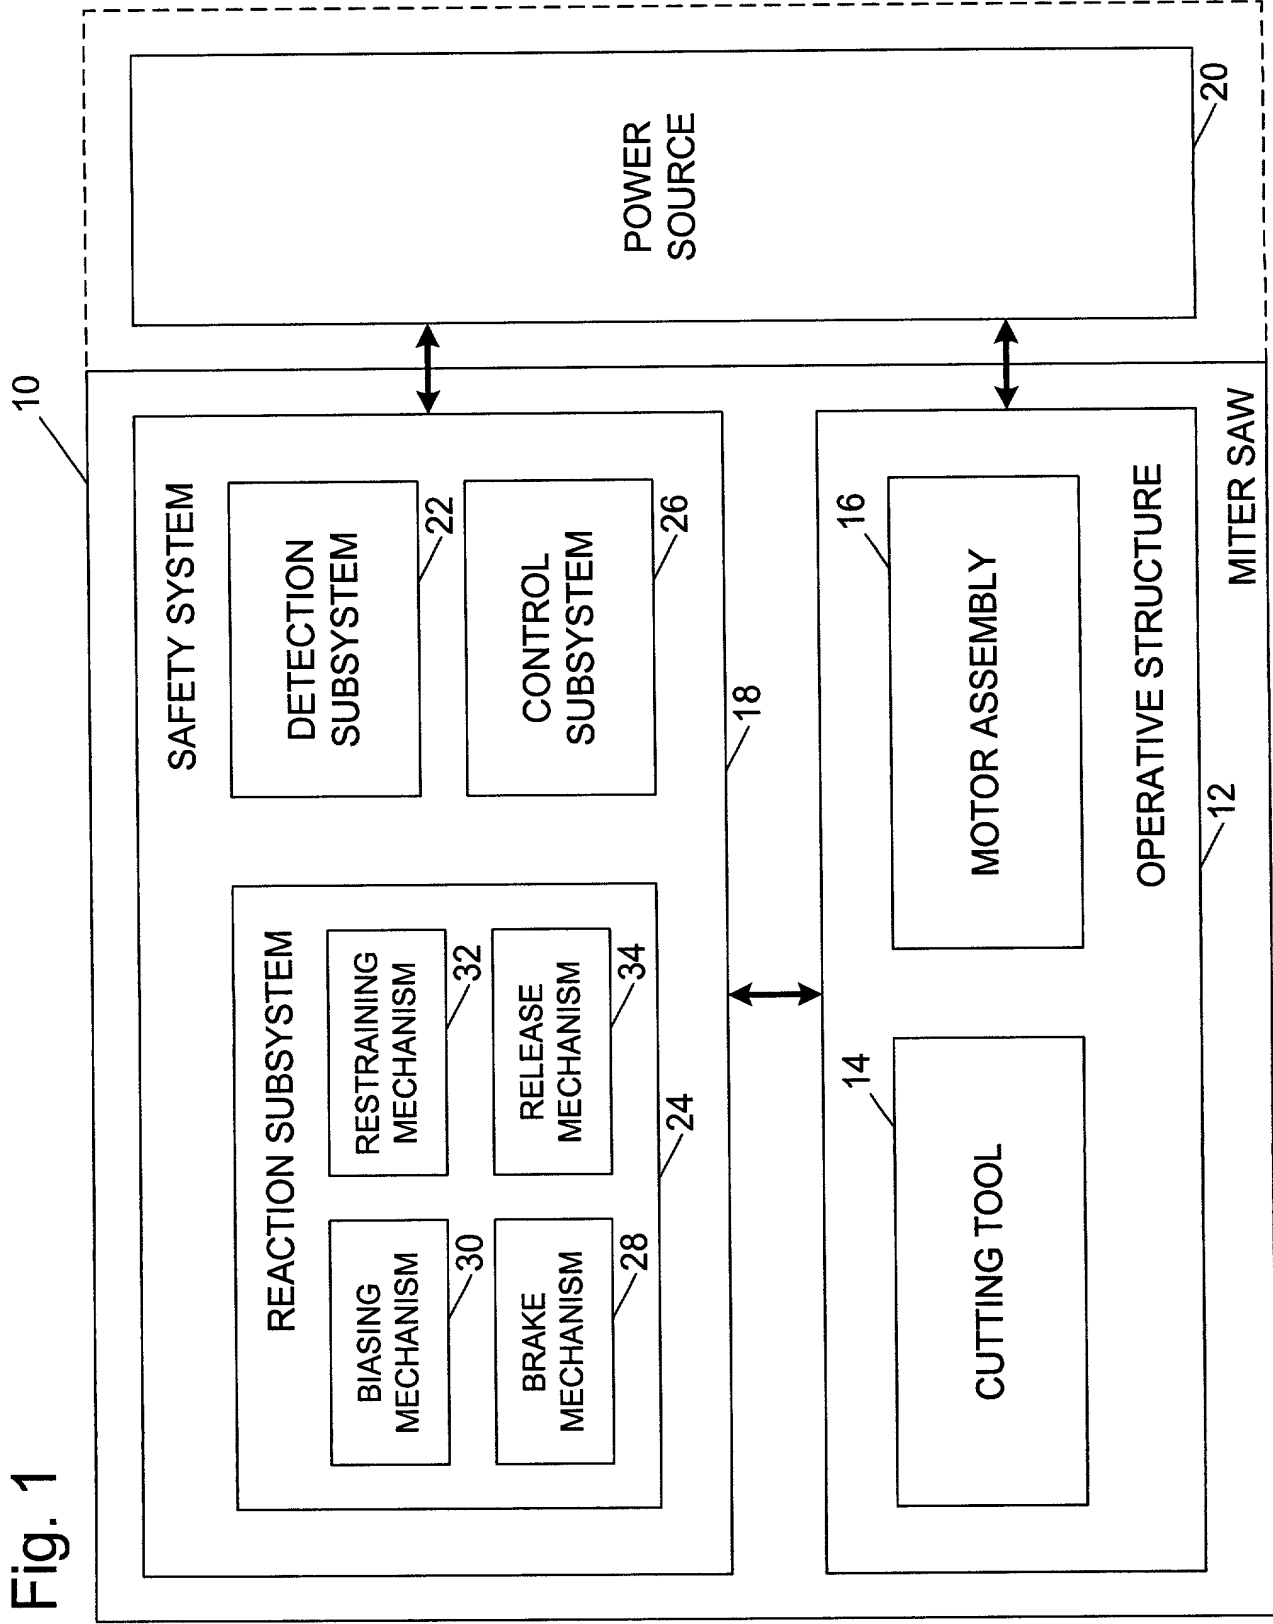 Fig. 1
10
SAFETY SYSTEM
REACTION SUBSYSTEM
BIASING
MECHANISM
30
RESTRAINING
MECHANISM
32
BRAKE
MECHANISM
28
RELEASE
MECHANISM
34
24
DETECTION
SUBSYSTEM
22
CONTROL
SUBSYSTEM
26
18
CUTTING TOOL
14
MOTOR ASSEMBLY
16
OPERATIVE STRUCTURE
12
MITER SAW
POWER
SOURCE
20